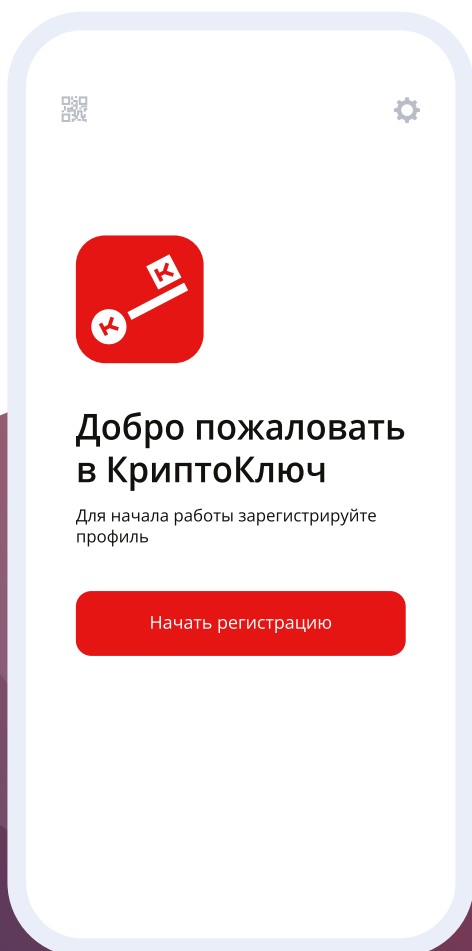 К
К
Добро пожаловать
в КриптоКлюч
Для начала работы зарегистрируйте
профиль
Начать регистрацию